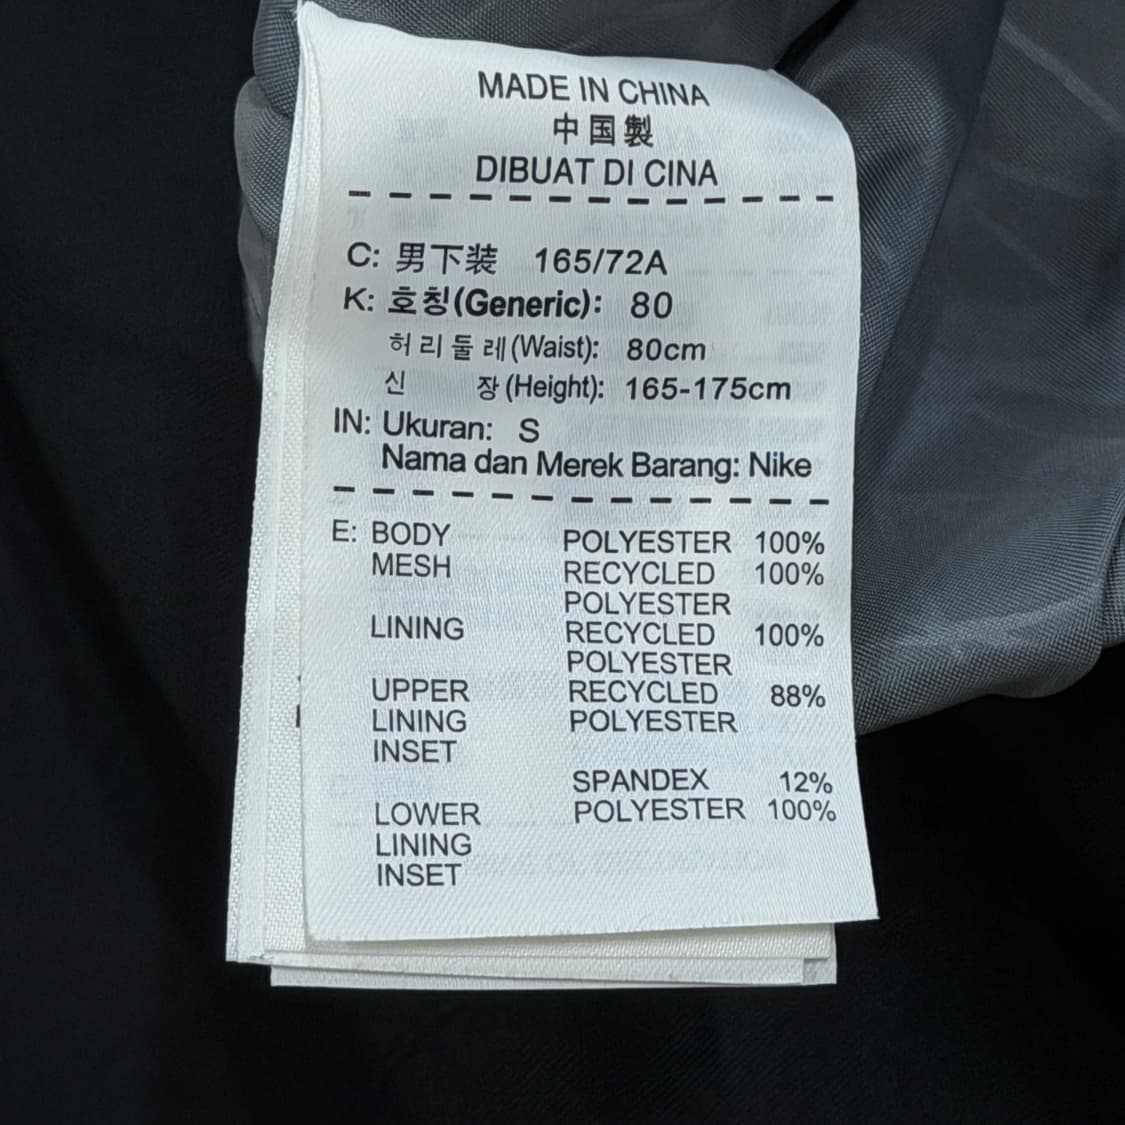 MADE IN CHINA
中国製
DIBUAT DI CINA
C: 男下装 165/72A
K: 호칭(Generic): 80
허리둘레(Waist): 80cm
신 장(Height): 165-175cm
IN: Ukuran: S
Nama dan Merek Barang: Nike
E: BODY POLYESTER 100%
MESH RECYCLED 100%
POLYESTER
LINING RECYCLED 100%
POLYESTER
UPPER RECYCLED 88%
LINING POLYESTER
INSET
SPANDEX 12%
LOWER POLYESTER 100%
LINING
INSET